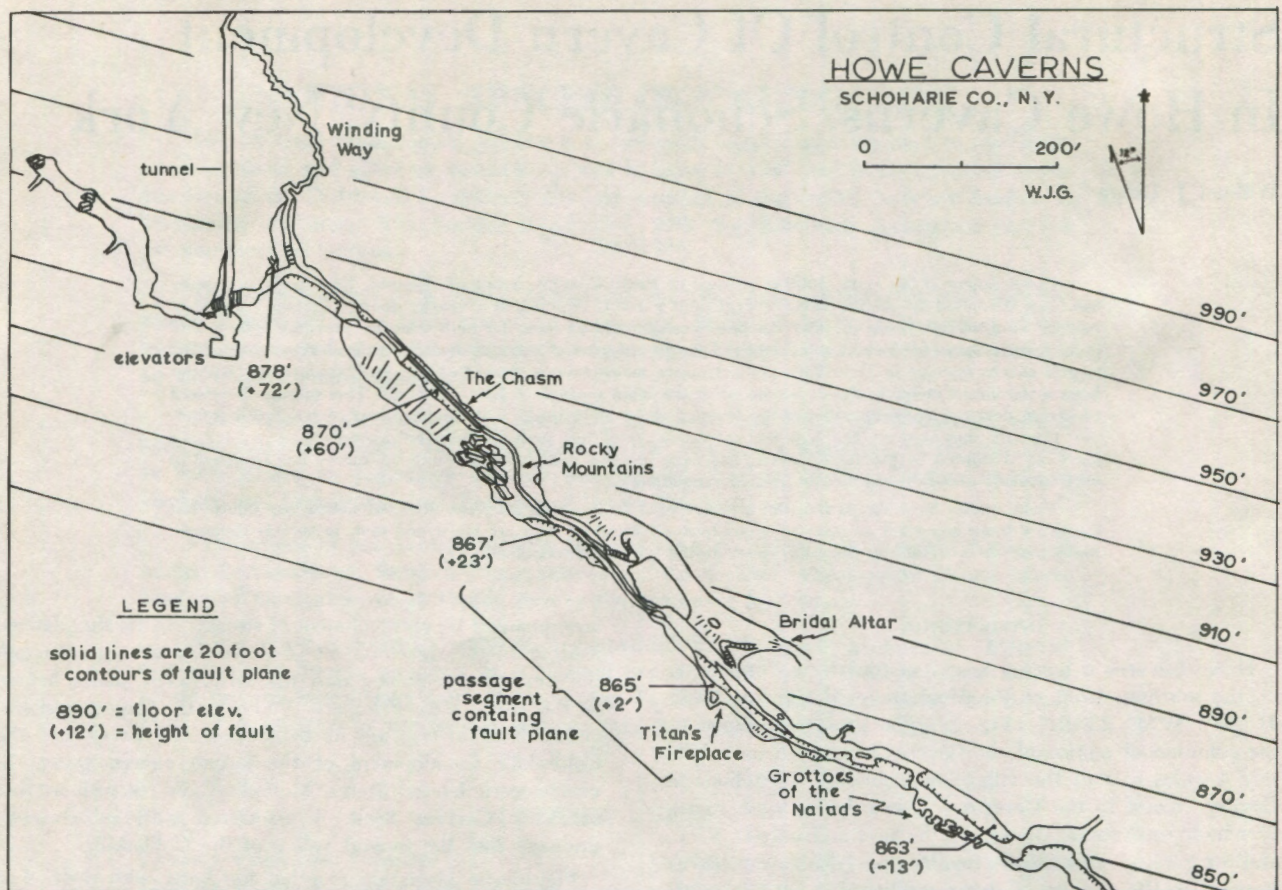 HOWE CAVERNS
SCHOHARIE CO., N.Y.
0 200'
W.J.G.
12°
Winding
Way
tunnel
elevators
878'
(+72')
The Chasm
870'
(+60')
Rocky
Mountains
867'
(+23')
Bridal Altar
865'
(+2')
Titan's
Fireplace
passage
segment
containg
fault plane
Grottoes
of the
Naiads
863'
(-13')
990'
970'
950'
930'
910'
890'
870'
850'
LEGEND
solid lines are 20 foot
contours of fault plane
890' = floor elev.
(+12') = height of fault